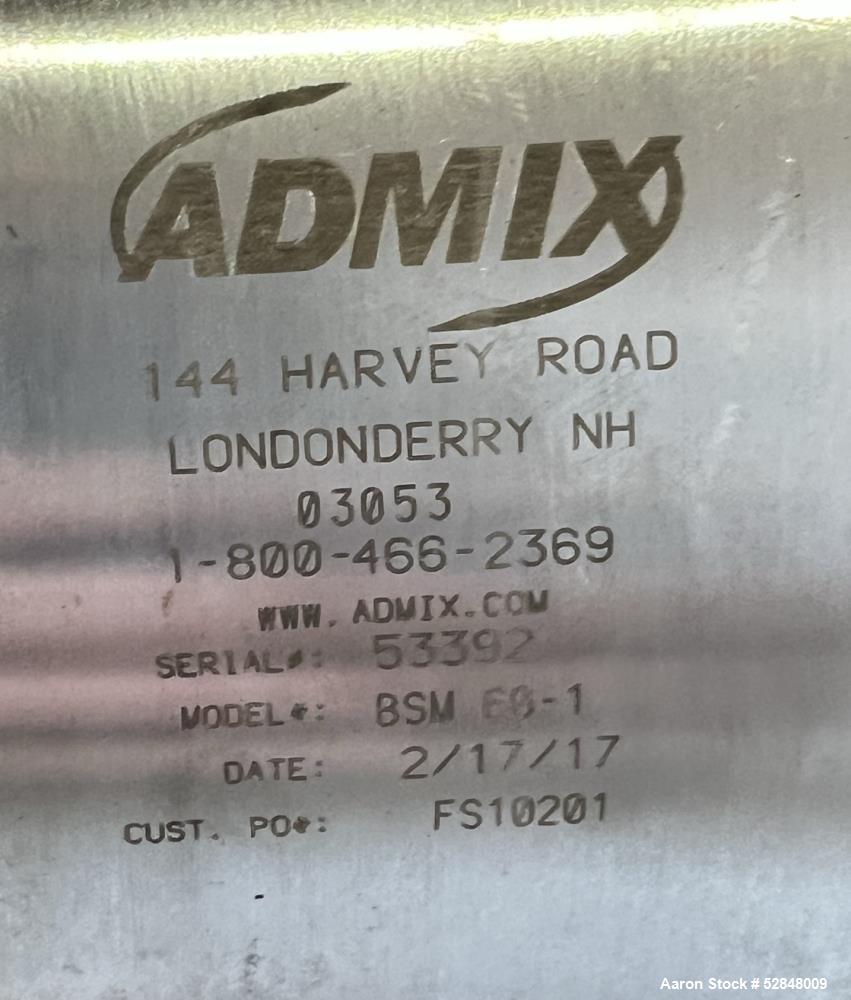 ADMIX
144 HARVEY ROAD
LONDONDERRY NH
03053
1-800-466-2369
WWW.ADMIX.COM
SERIAL#: 53392
MODEL#: BSM
DATE: 2/17/17
CUST. PO#: FS10201
Aaron Stock # 52848009